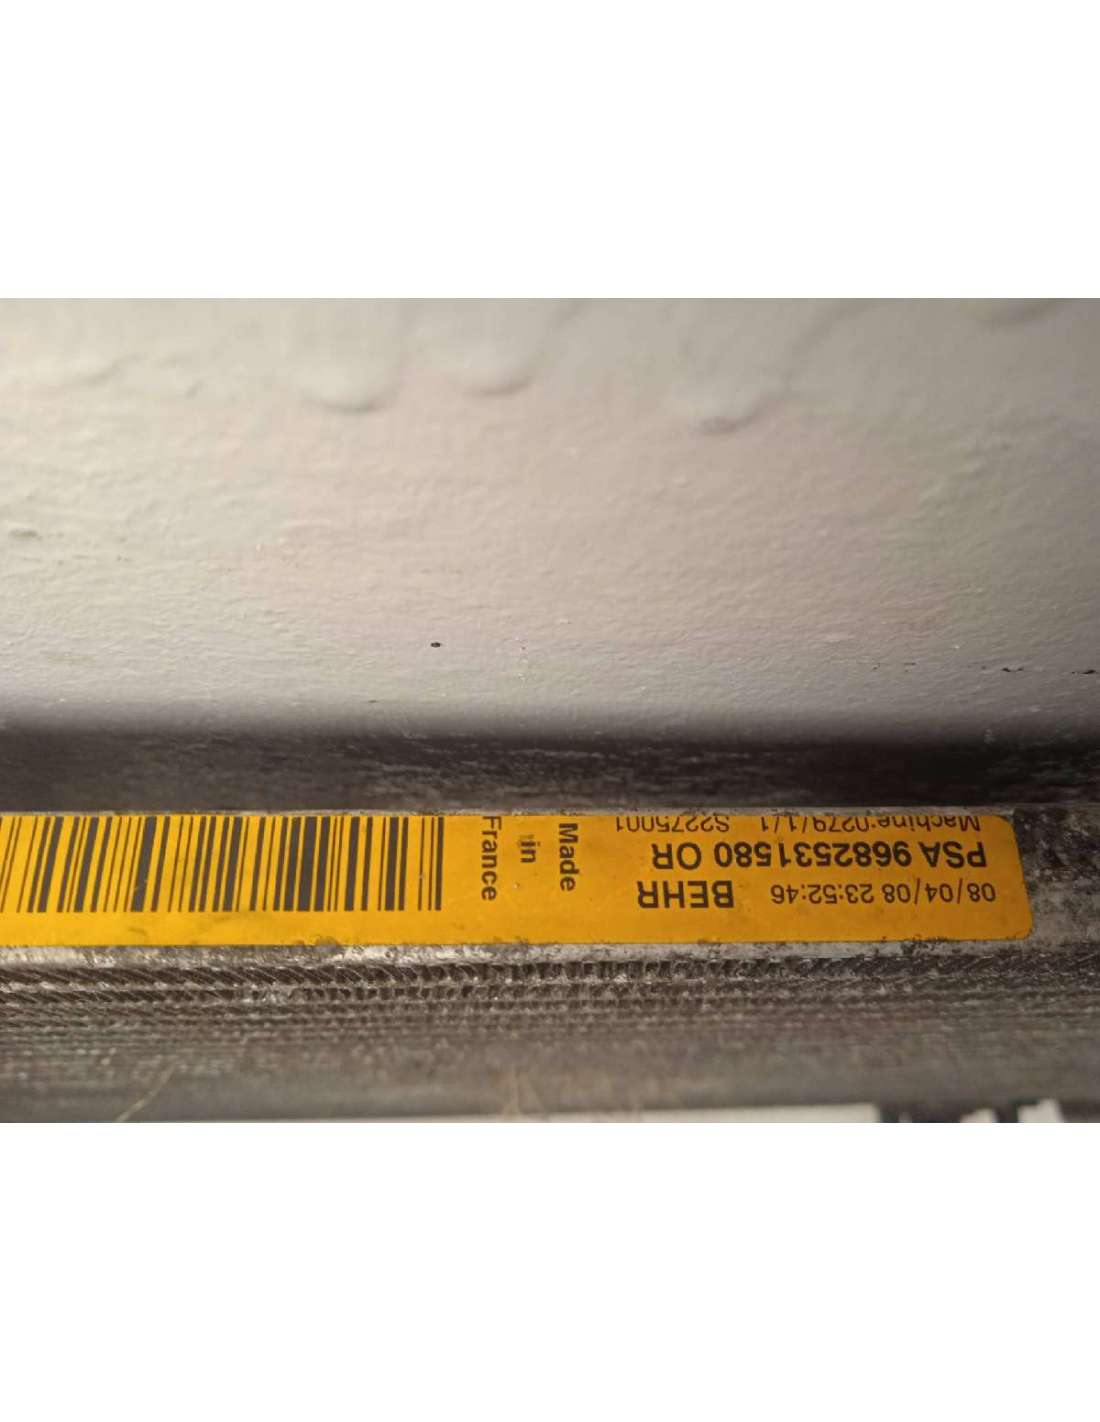 08/04/08 23:52:46 BEHR
PSA 9682531580 OR
Machine:0279/1/1 S2275001
Made
in
France